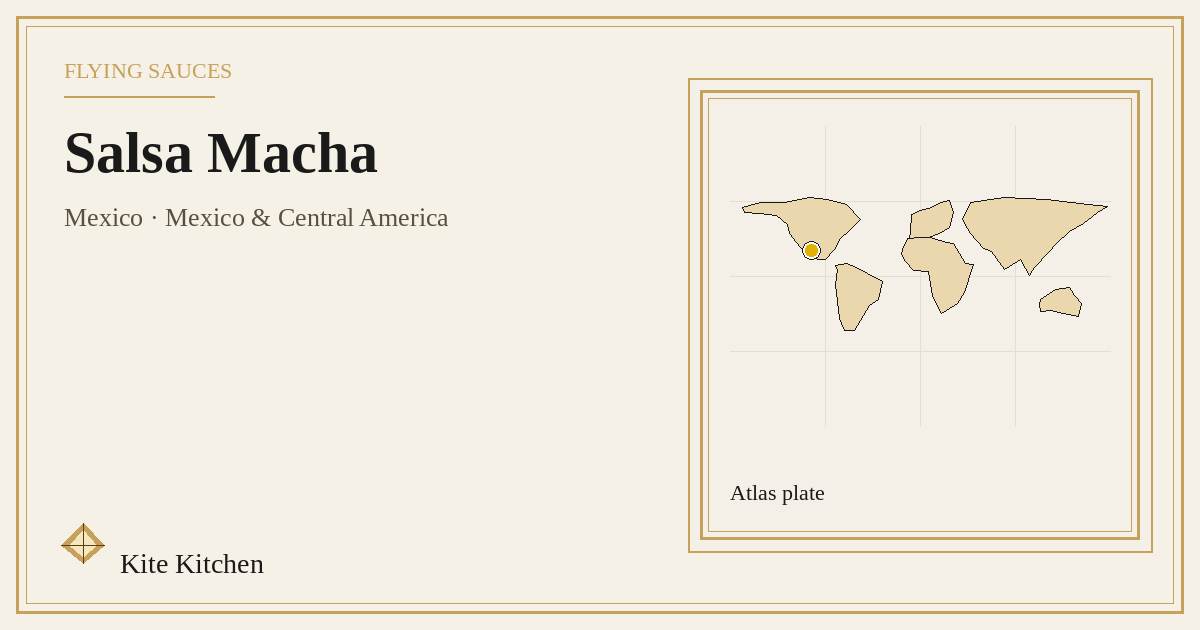 FLYING SAUCES
Salsa Macha
Mexico · Mexico & Central America
Atlas plate
Kite Kitchen